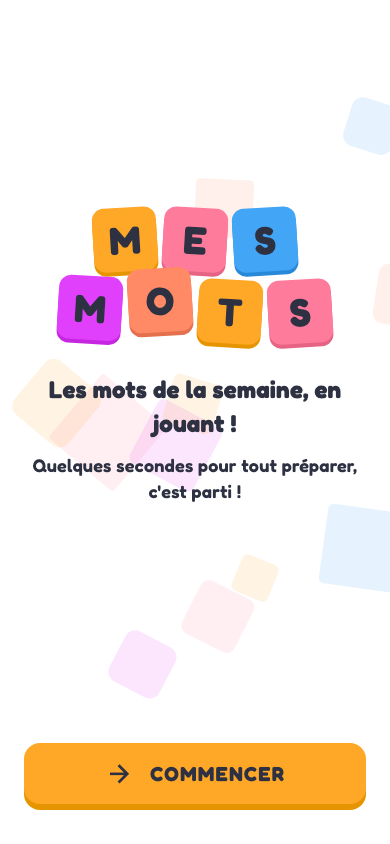 MES
MOTS
Les mots de la semaine, en
jouant !
Quelques secondes pour tout préparer,
c'est parti !
COMMENCER